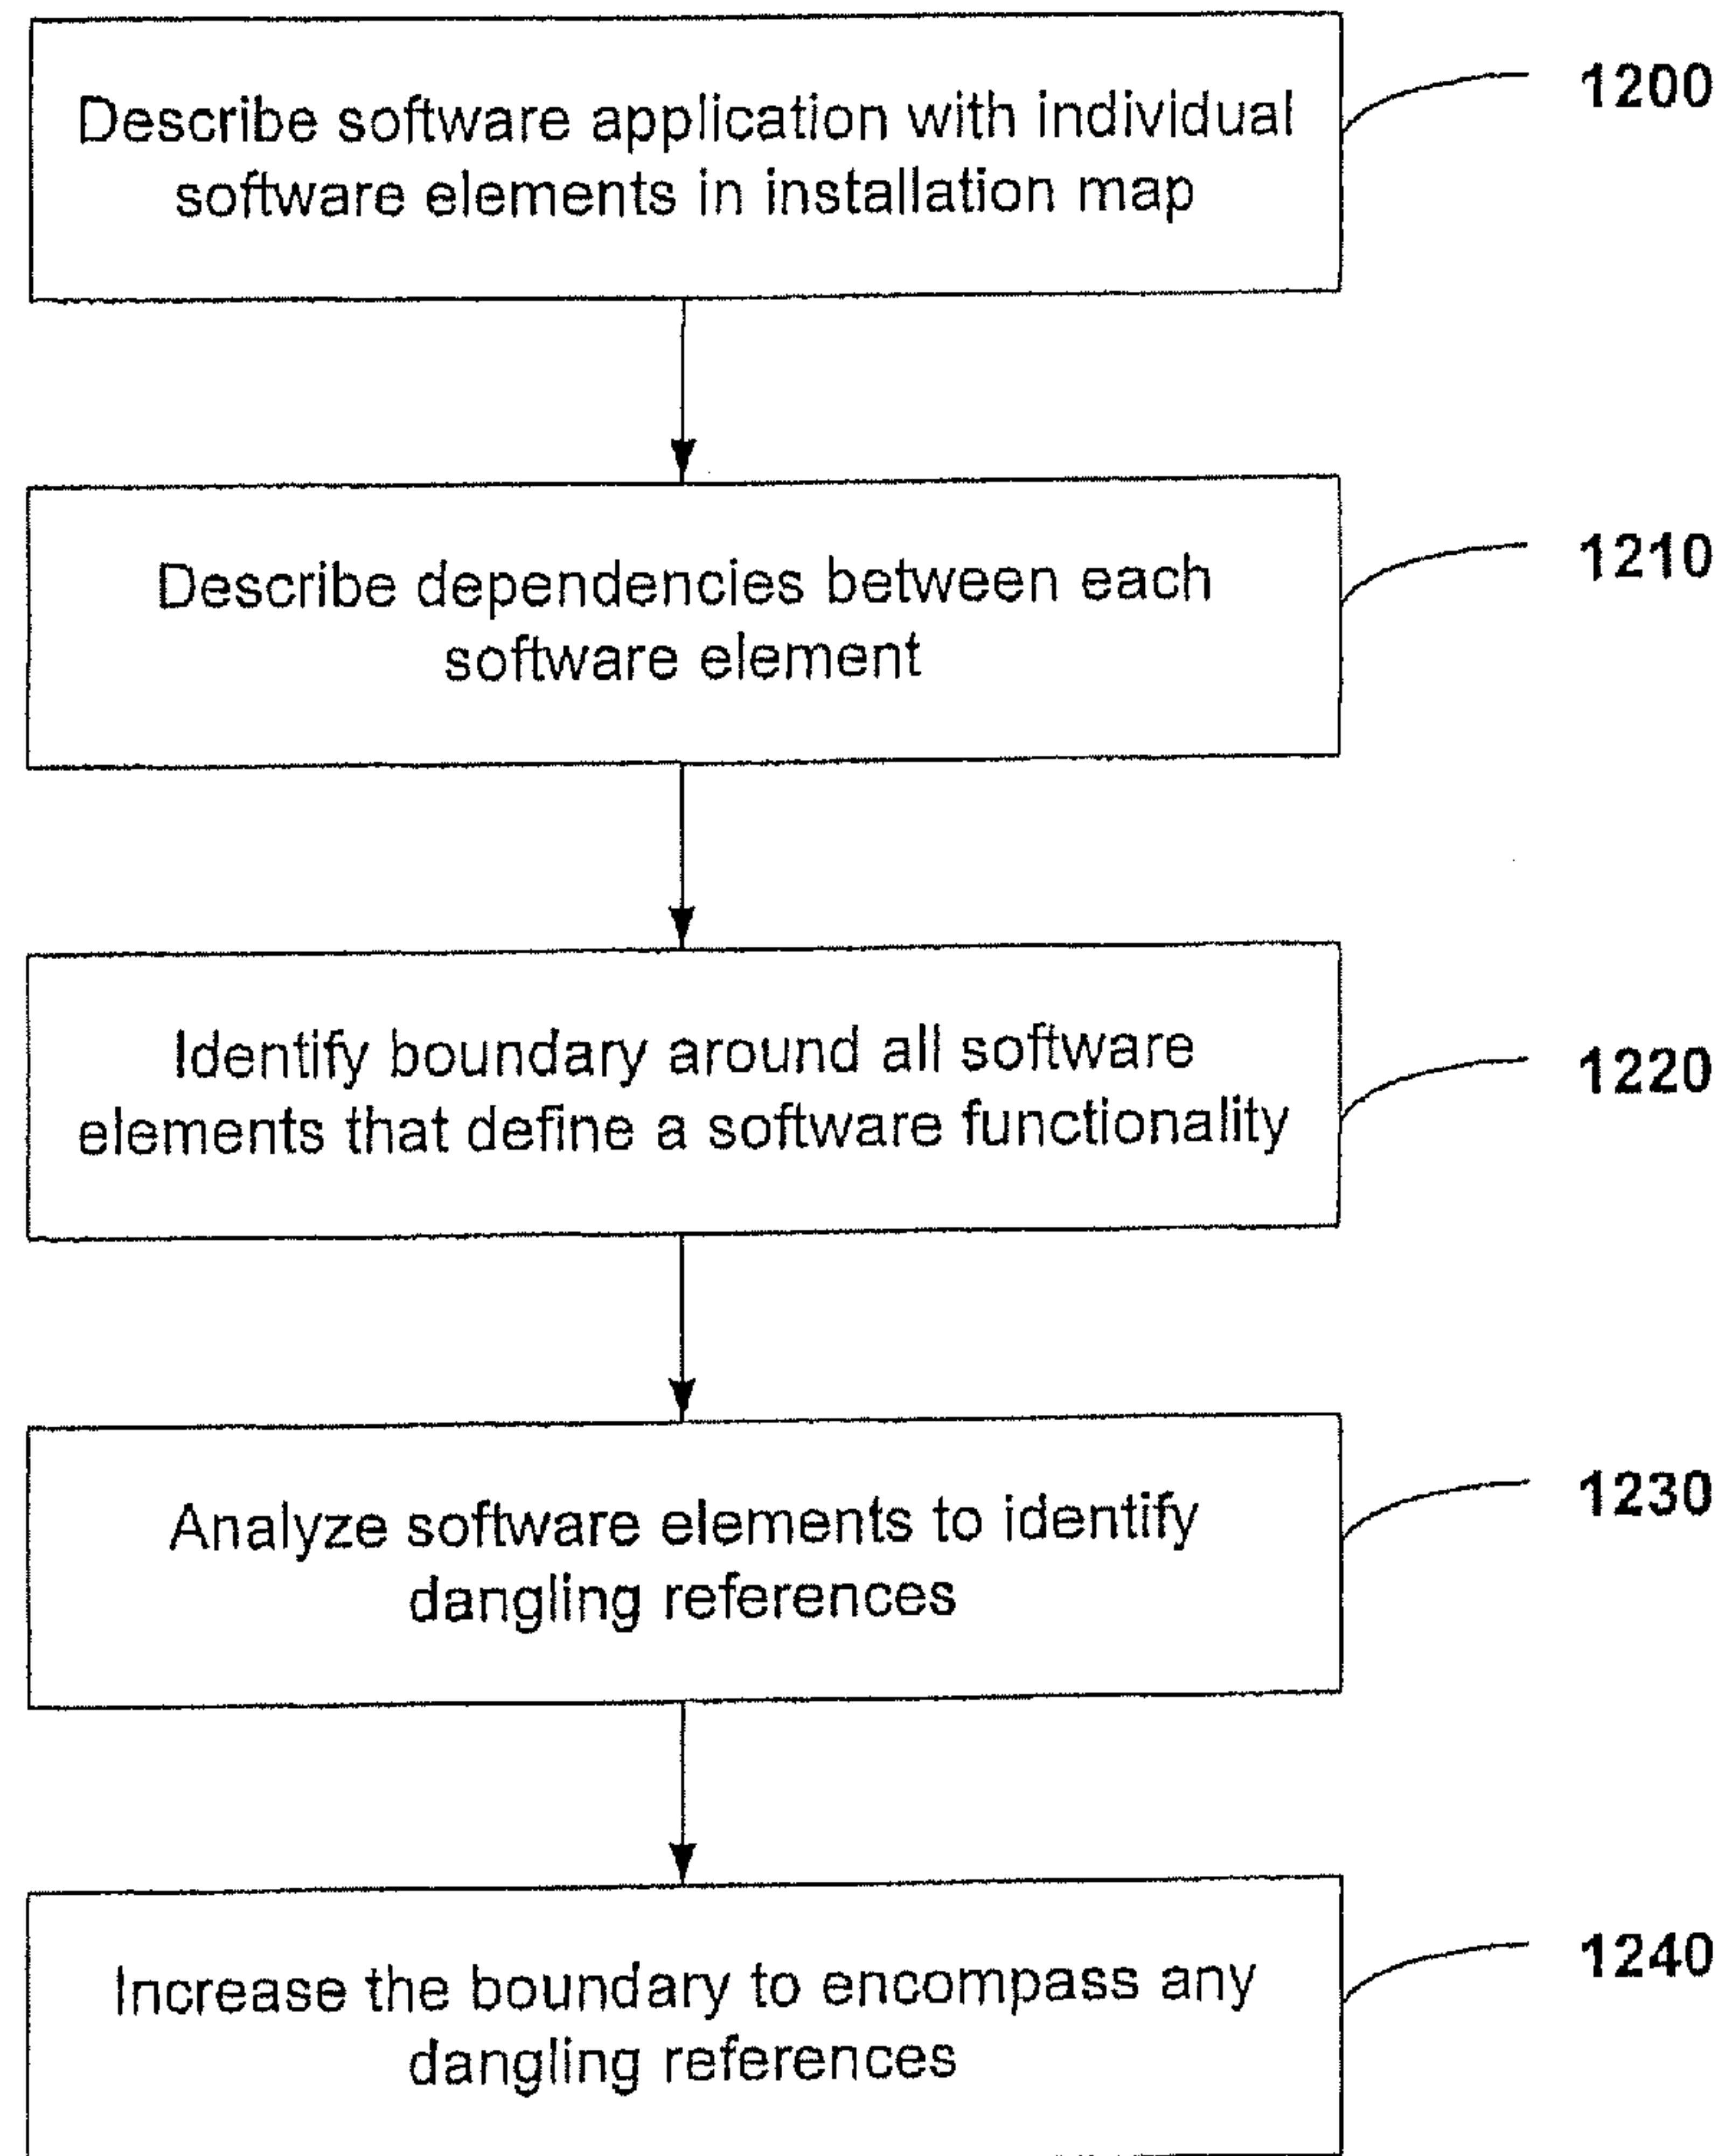 Describe software application with individual
software elements in installation map
1200
Describe dependencies between each
software element
1210
Identify boundary around all software
elements that define a software functionality
1220
Analyze software elements to identify
dangling references
1230
Increase the boundary to encompass any
dangling references
1240